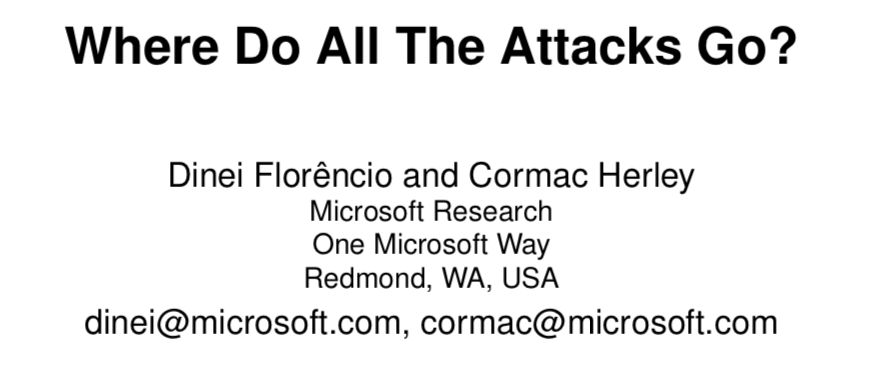 Where Do All The Attacks Go?
Dinei Florêncio and Cormac Herley
Microsoft Research
One Microsoft Way
Redmond, WA, USA
dinei@microsoft.com, cormac@microsoft.com